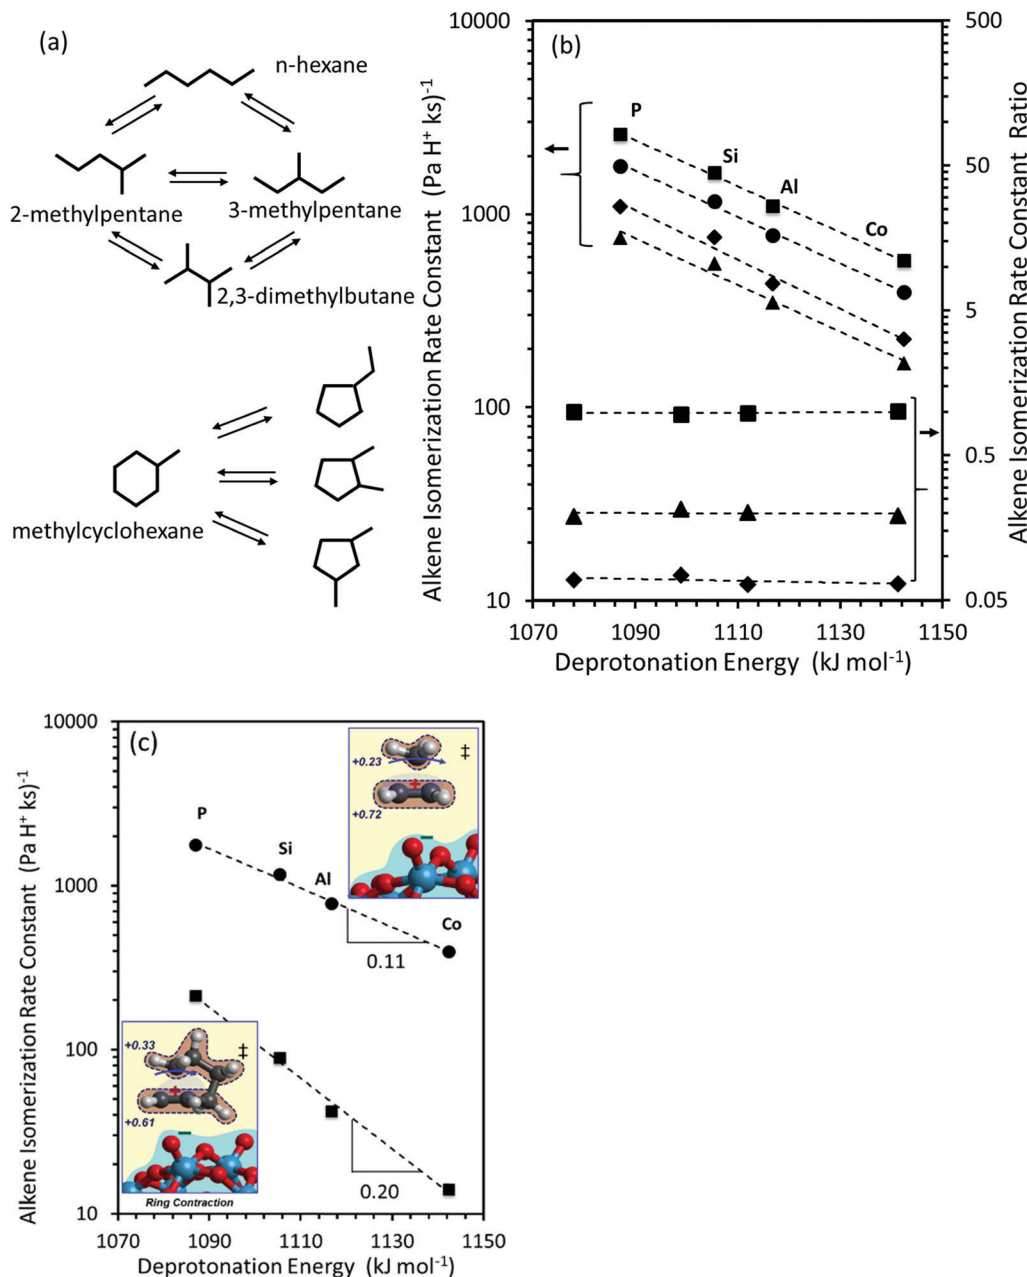 (a)
n-hexane
2-methylpentane
3-methylpentane
2,3-dimethylbutane
methylcyclohexane
(b)
Alkene Isomerization Rate Constant (Pa H⁺ ks)⁻¹
10000
1000
100
10
P
Si
Al
Co
500
50
5
0.5
0.05
Alkene Isomerization Rate Constant Ratio
1070 1090 1110 1130 1150
Deprotonation Energy (kJ mol⁻¹)
(c)
Alkene Isomerization Rate Constant (Pa H⁺ ks)⁻¹
10000
1000
100
10
P
Si
Al
Co
+0.23
‡
+
+0.72
−
0.11
+0.33
‡
+
+0.61
−
Ring Contraction
0.20
1070 1090 1110 1130 1150
Deprotonation Energy (kJ mol⁻¹)